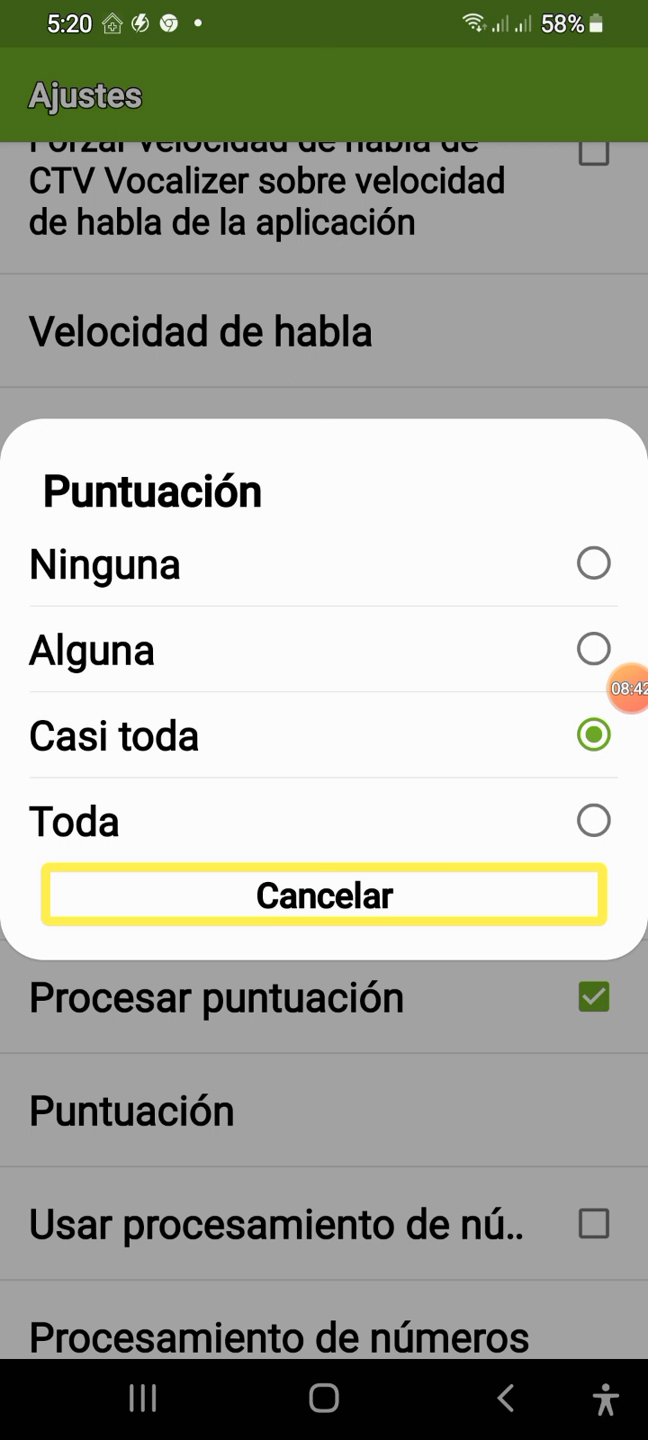 5:20
58%
Ajustes
Forzar velocidad de habla de
CTV Vocalizer sobre velocidad
de habla de la aplicación
Velocidad de habla
Puntuación
Ninguna
Alguna
08:42
Casi toda
Toda
Cancelar
Procesar puntuación
Puntuación
Usar procesamiento de nú..
Procesamiento de números